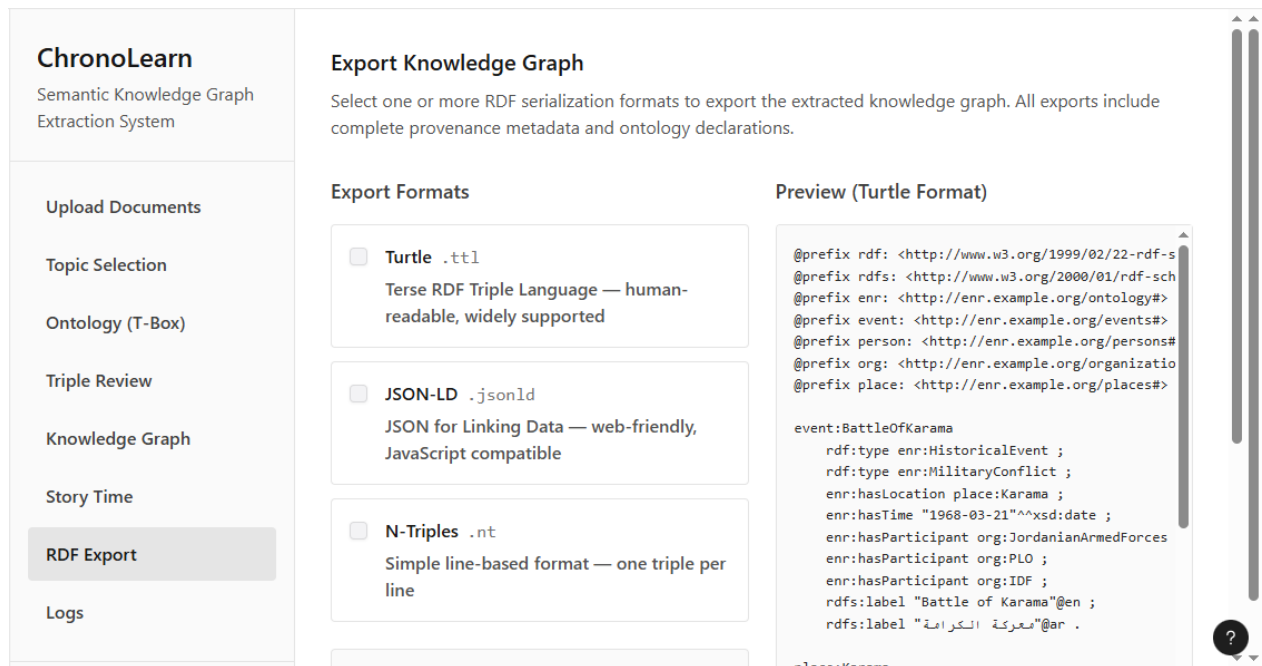 ChronoLearn
Semantic Knowledge Graph
Extraction System
Upload Documents
Topic Selection
Ontology (T-Box)
Triple Review
Knowledge Graph
Story Time
RDF Export
Logs
Export Knowledge Graph
Select one or more RDF serialization formats to export the extracted knowledge graph. All exports include
complete provenance metadata and ontology declarations.
Export Formats
Turtle .ttl
Terse RDF Triple Language — human-
readable, widely supported
JSON-LD .jsonld
JSON for Linking Data — web-friendly,
JavaScript compatible
N-Triples .nt
Simple line-based format — one triple per
line
Preview (Turtle Format)
@prefix rdf: <http://www.w3.org/1999/02/22-rdf-s
@prefix rdfs: <http://www.w3.org/2000/01/rdf-sch
@prefix enr: <http://enr.example.org/ontology#>
@prefix event: <http://enr.example.org/events#>
@prefix person: <http://enr.example.org/persons#
@prefix org: <http://enr.example.org/organizatio
@prefix place: <http://enr.example.org/places#>
event:BattleOfKarama
rdf:type enr:HistoricalEvent ;
rdf:type enr:MilitaryConflict ;
enr:hasLocation place:Karama ;
enr:hasTime "1968-03-21"^^xsd:date ;
enr:hasParticipant org:JordanianArmedForces
enr:hasParticipant org:PLO ;
enr:hasParticipant org:IDF ;
rdfs:label "Battle of Karama"@en ;
rdfs:label "معركة الكرامة"@ar .
place:Karama
?